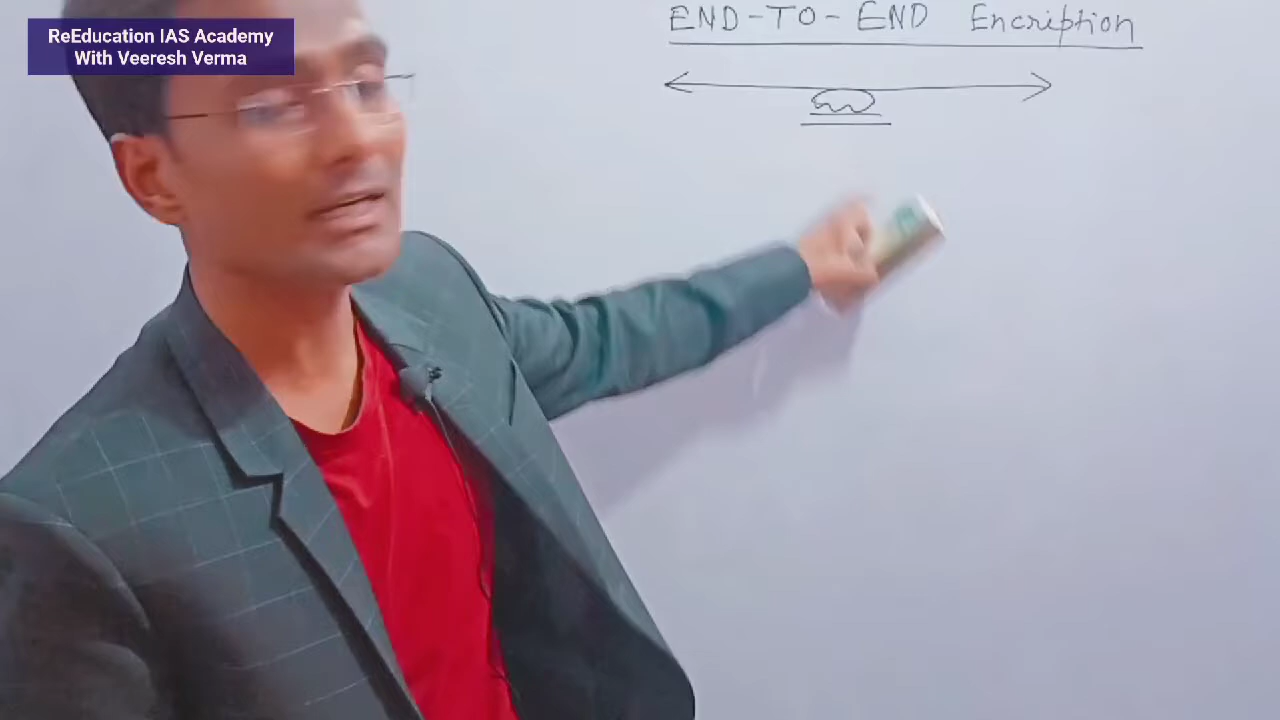 ReEducation IAS Academy
With Veeresh Verma
END-TO-END Encription